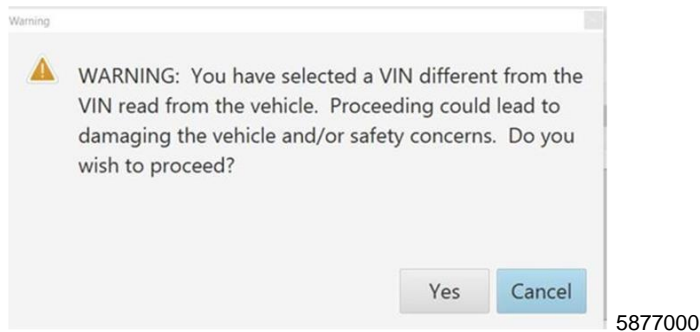 Warning
WARNING: You have selected a VIN different from the
VIN read from the vehicle. Proceeding could lead to
damaging the vehicle and/or safety concerns. Do you
wish to proceed?
Yes Cancel
5877000